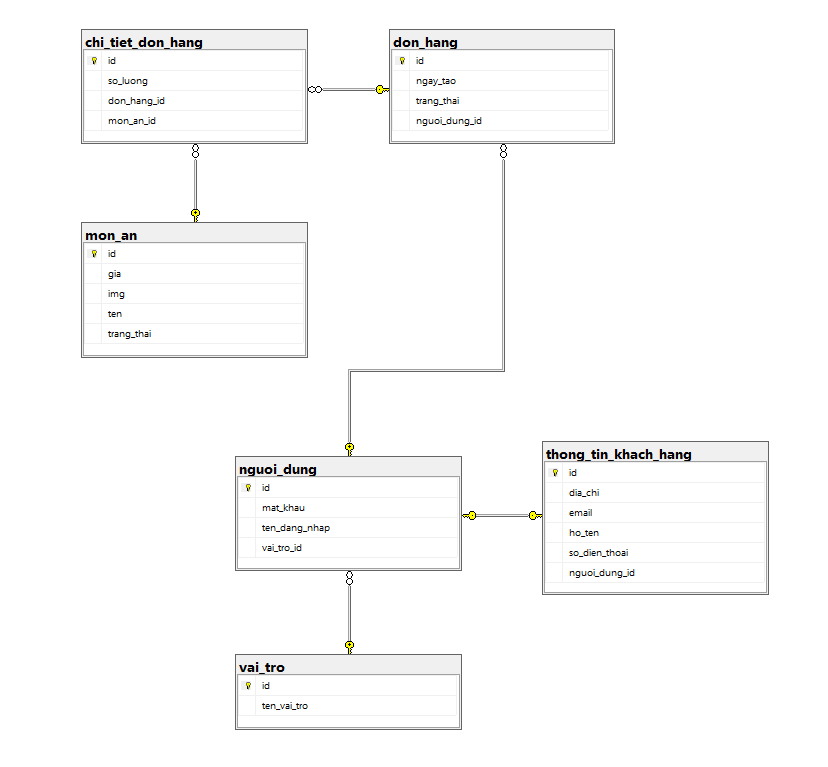 chi_tiet_don_hang
id
so_luong
don_hang_id
mon_an_id
don_hang
id
ngay_tao
trang_thai
nguoi_dung_id
mon_an
id
gia
img
ten
trang_thai
nguoi_dung
id
mat_khau
ten_dang_nhap
vai_tro_id
thong_tin_khach_hang
id
dia_chi
email
ho_ten
so_dien_thoai
nguoi_dung_id
vai_tro
id
ten_vai_tro